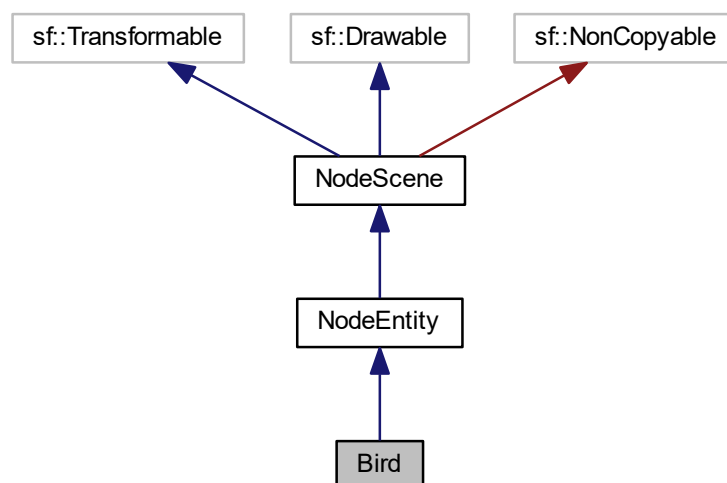 sf::Transformable
sf::Drawable
sf::NonCopyable
NodeScene
NodeEntity
Bird